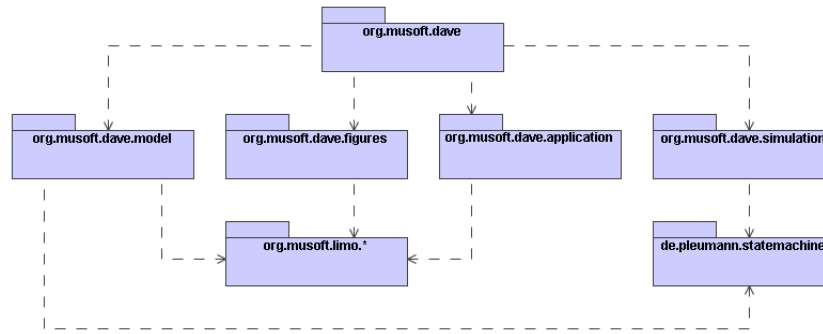 org.musoft.dave
org.musoft.dave.model
org.musoft.dave.figures
org.musoft.dave.application
org.musoft.dave.simulation
org.musoft.limo.*
de.pleumann.statemachine